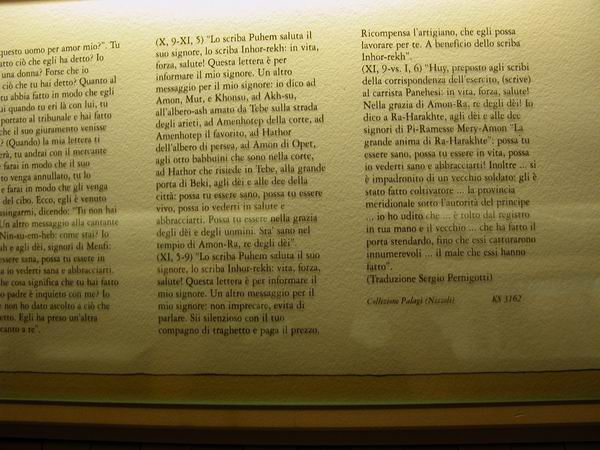 questo uomo per amor mio?". Tu
fatto ciò che egli ha detto? Io
una donna? Forse che io
ciò che tu hai detto? Quanto al
tu abbia fatto in modo che egli
lui quando tu eri là con lui, tu
portato al tribunale e hai fatto
che il suo giuramento venisse
? (Quando) la mia lettera ti
tu andrai con il mercante
e farai in modo che il suo
to venga annullato, tu lo
e farai in modo che gli venga
del cibo. Ecco, egli è venuto
dicendo: "Tu non hai
Un altro messaggio alla cantante
Nin-su-em-heb: come stai? Io
e agli dèi, signori di Menfi:
essere sana, possa tu essere in
io vederti sana e abbracciarti.
che cosa significa che tu hai fatto
padre è inquieto con me? Io
e non ho dato ascolto a ciò che
detto. Egli ha preso un'altra
canto a te".
(X, 9-XI, 5) "Lo scriba Puhem saluta il
suo signore, lo scriba Inhor-rekh: in vita,
forza, salute! Questa lettera è per
informare il mio signore. Un altro
messaggio per il mio signore: io dico ad
Amon, Mut, e Khonsu, ad Akh-su,
all'albero-ash amato da Tebe sulla strada
degli arieti, ad Amenhotep della corte, ad
Amenhotep il favorito, ad Hathor
dell'albero di persea, ad Amon di Opet,
agli otto babbuini che sono nella corte,
ad Hathor che risiede in Tebe, alla grande
porta di Beki, agli dèi e alle dee della
città: possa tu essere sano, possa tu essere
vivo, possa io vederti in salute e
abbracciarti. Possa tu essere nella grazia
degli dèi e degli uomini. Sta' sano nel
tempio di Amon-Ra, re degli dèi".
(XI, 5-9) "Lo scriba Puhem saluta il suo
signore, lo scriba Inhor-rekh: vita, forza,
salute! Questa lettera è per informare il
mio signore. Un altro messaggio per il
mio signore: non imprecare, evita di
parlare. Sii silenzioso con il tuo
compagno di traghetto e paga il prezzo.
Ricompensa l'artigiano, che egli possa
lavorare per te. A beneficio dello scriba
Inhor-rekh".
(XI, 9-vs. I, 6) "Huy, preposto agli scribi
della corrispondenza dell'esercito, (scrive)
al carrista Panehesi: in vita, forza, salute!
Nella grazia di Amon-Ra, re degli dèi! Io
dico a Ra-Harakhte, agli dèi e alle dee
signori di Pi-Ramesse Mery-Amon "La
grande anima di Ra-Harakhte": possa tu
essere sano, possa tu essere in vita, possa
io vederti sano e abbracciarti! Inoltre ... si
è impadronito di un vecchio soldato: gli è
stato fatto coltivatore ... la provincia
meridionale sotto l'autorità del principe
... io ho udito che ... è tolto dal registro
in tua mano e il vecchio ... che ha fatto il
porta stendardo, fino che essi catturarono
innumerevoli ... il male che essi hanno
fatto".
(Traduzione Sergio Pernigotti)
Collezione Palagi (Nizzoli) KS 3162